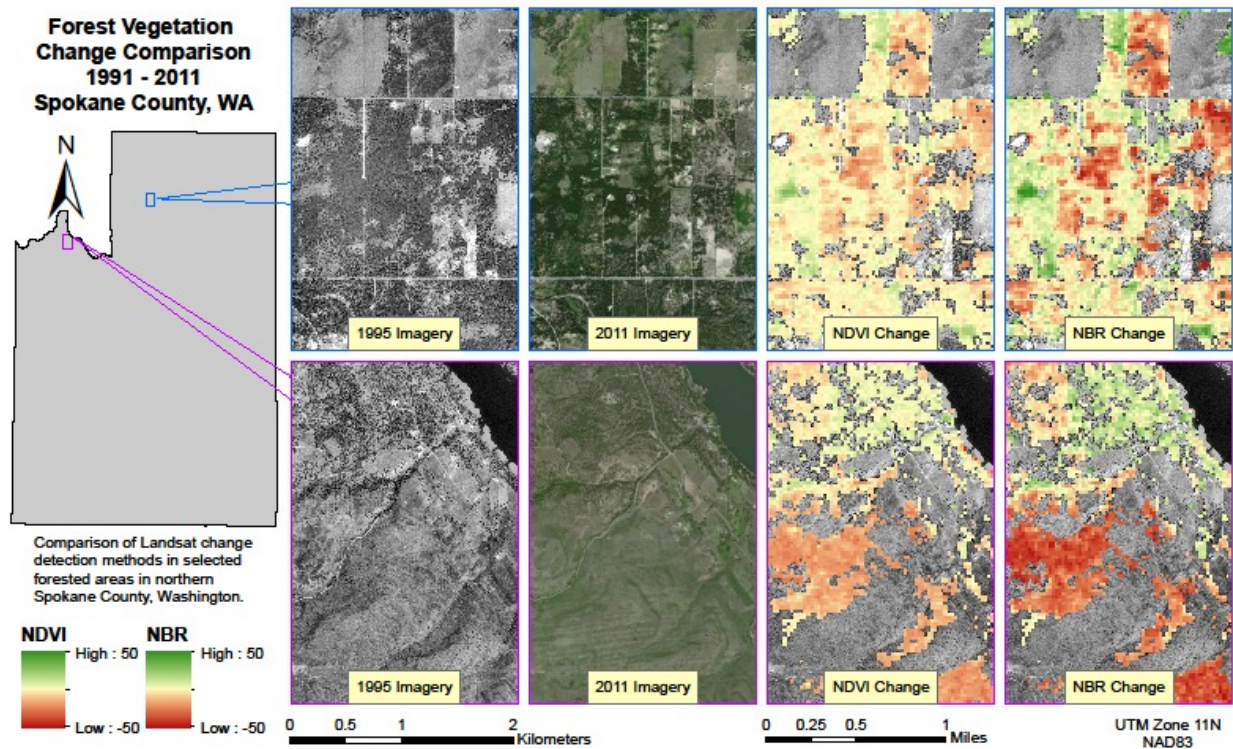 Forest Vegetation
Change Comparison
1991 - 2011
Spokane County, WA
N
Comparison of Landsat change
detection methods in selected
forested areas in northern
Spokane County, Washington.
NDVI NBR
High : 50 High : 50
Low : -50 Low : -50
1995 Imagery 2011 Imagery NDVI Change NBR Change
1995 Imagery 2011 Imagery NDVI Change NBR Change
0 0.5 1 2
Kilometers
0 0.25 0.5 1
Miles
UTM Zone 11N
NAD83